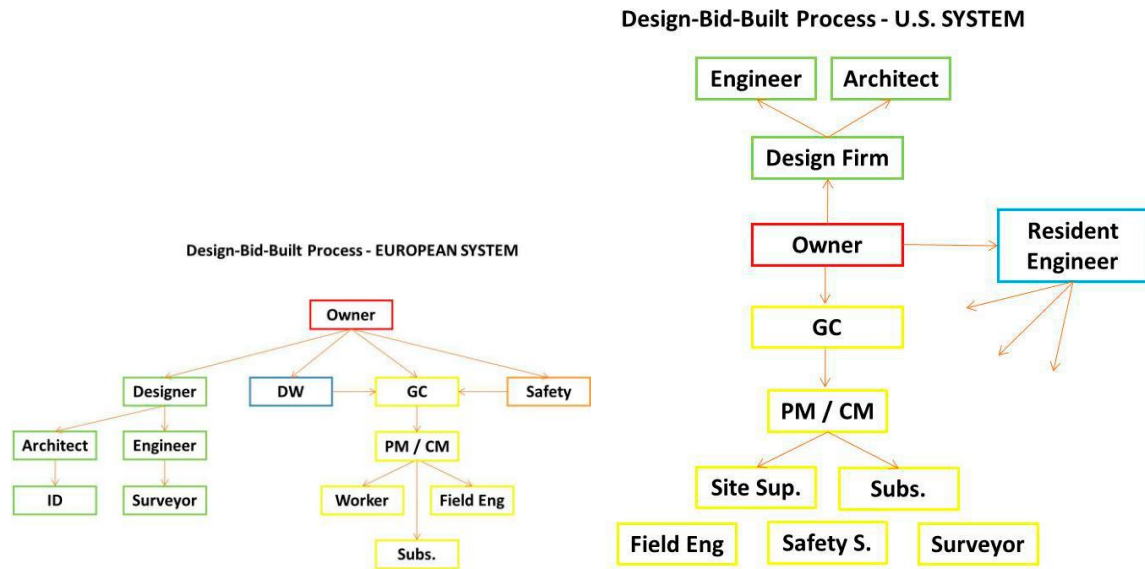 Design-Bid-Built Process - EUROPEAN SYSTEM
Owner
Designer
DW
GC
Safety
Architect
Engineer
PM / CM
ID
Surveyor
Worker
Field Eng
Subs.
Design-Bid-Built Process - U.S. SYSTEM
Engineer
Architect
Design Firm
Owner
Resident
Engineer
GC
PM / CM
Site Sup.
Subs.
Field Eng
Safety S.
Surveyor